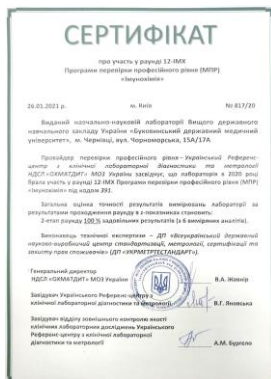 СЕРТИФІКАТ
про участь у раунді 12-ІМХ
Програми перевірки професійного рівня (МПР)
«Імунохімія»
26.01.2021 р. м. Київ № 817/20
Виданий навчально-науковій лабораторії Вищого державного
навчального закладу України «Буковинський державний медичний
університет», м. Чернівці, вул. Чорноморська, 15А/17А
Провайдер перевірки професійного рівня – Український Референс-
центр з клінічної лабораторної діагностики та метрології
НДСЛ «ОХМАТДИТ» МОЗ України засвідчує, що лабораторія в 2020 році
брала участь у раунді 12-ІМХ Програми перевірки професійного рівня (МПР)
«Імунохімія» під кодом 391.
Загальна оцінка точності результатів вимірювань лабораторії за
результатами проходження раунду в z-показниках становить:
2-етап раунду 100 % задовільних результатів (з 6 вимірюваних аналітів).
Виконавець технічної експертизи – ДП «Всеукраїнський державний
науково-виробничий центр стандартизації, метрології, сертифікації та
захисту прав споживачів» (ДП «УКРМЕТРТЕСТСТАНДАРТ»).
Генеральний директор
НДСЛ «ОХМАТДИТ» МОЗ України В.А. Жовнір
Завідувач Українського Референс-центру з
клінічної лабораторної діагностики та метрології В.Г. Яновська
Завідувач відділу зовнішнього контролю якості
клінічних лабораторних досліджень Українського
Референс-центру з клінічної лабораторної
діагностики та метрології А.М. Бургело